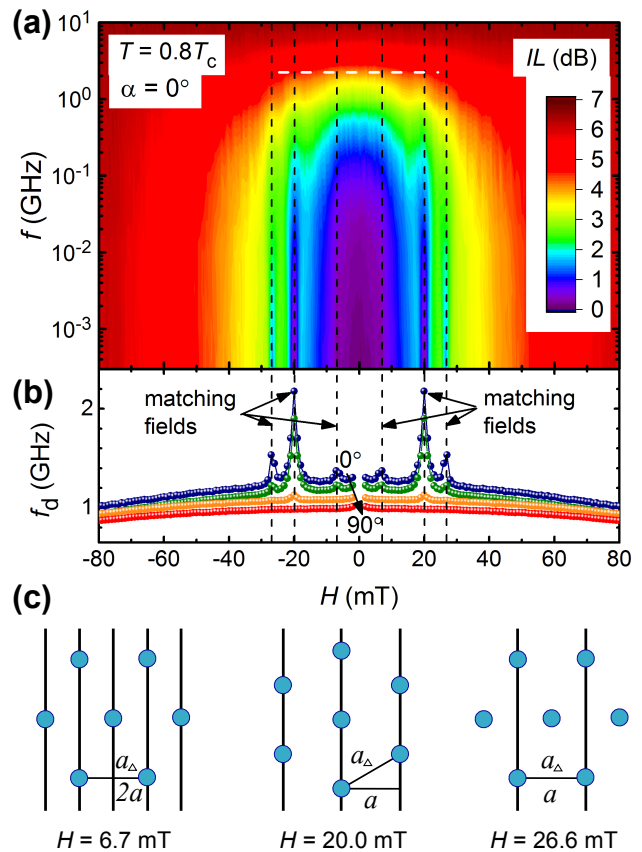 (a)
T = 0.8T_c
α = 0°
IL (dB)
7
6
5
4
3
2
1
0
10^1
10^0
10^-1
10^-2
10^-3
f (GHz)
(b)
matching
fields
matching
fields
0°
90°
2
1
f_d (GHz)
-80 -60 -40 -20 0 20 40 60 80
H (mT)
(c)
a_△
2a
a_△
a
a_△
a
H = 6.7 mT
H = 20.0 mT
H = 26.6 mT